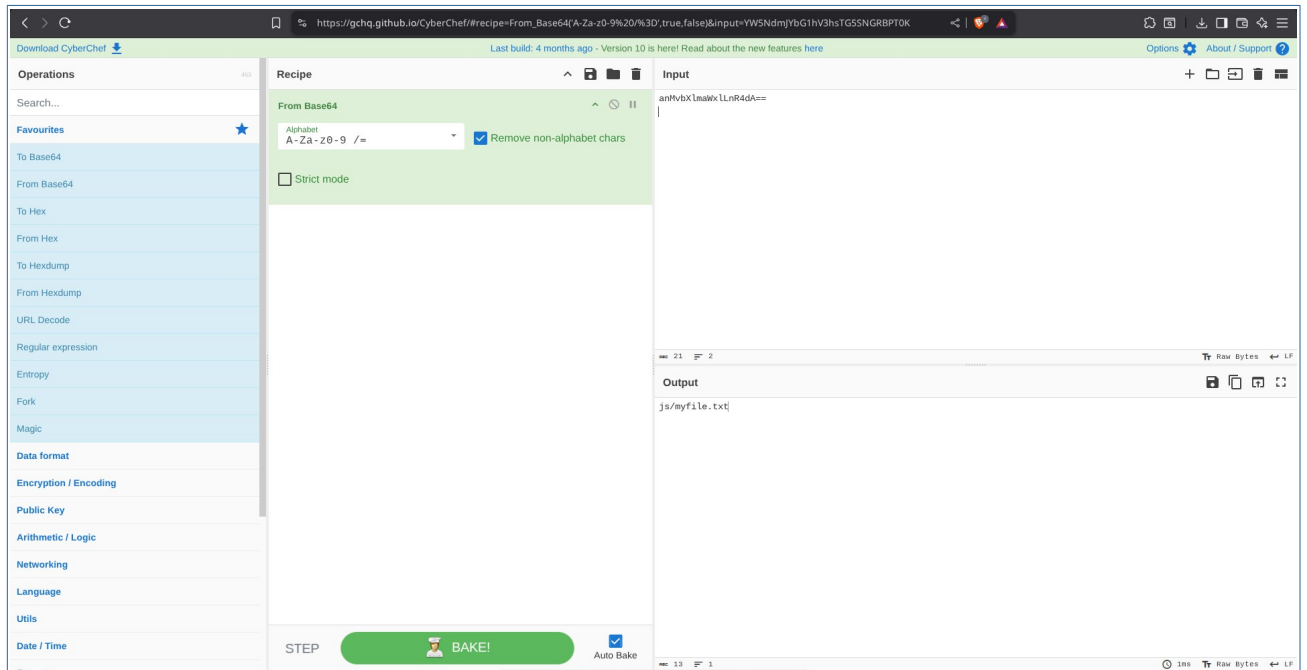 https://gchq.github.io/CyberChef/#recipe=From_Base64('A-Za-z0-9%20/%3D',true,false)&input=YW5NdmJYbG1hV3hsTG5SNGRBPT0K
Download CyberChef
Last build: 4 months ago - Version 10 is here! Read about the new features here
Options
About / Support
Operations
463
Search...
Favourites
To Base64
From Base64
To Hex
From Hex
To Hexdump
From Hexdump
URL Decode
Regular expression
Entropy
Fork
Magic
Data format
Encryption / Encoding
Public Key
Arithmetic / Logic
Networking
Language
Utils
Date / Time
Recipe
From Base64
Alphabet
A-Za-z0-9 /=
Remove non-alphabet chars
Strict mode
STEP
BAKE!
Auto Bake
Input
anMvbXlmaWxlLnR4dA==
ABC 21 2
Raw Bytes LF
Output
js/myfile.txt
ABC 13 1
1ms Raw Bytes LF